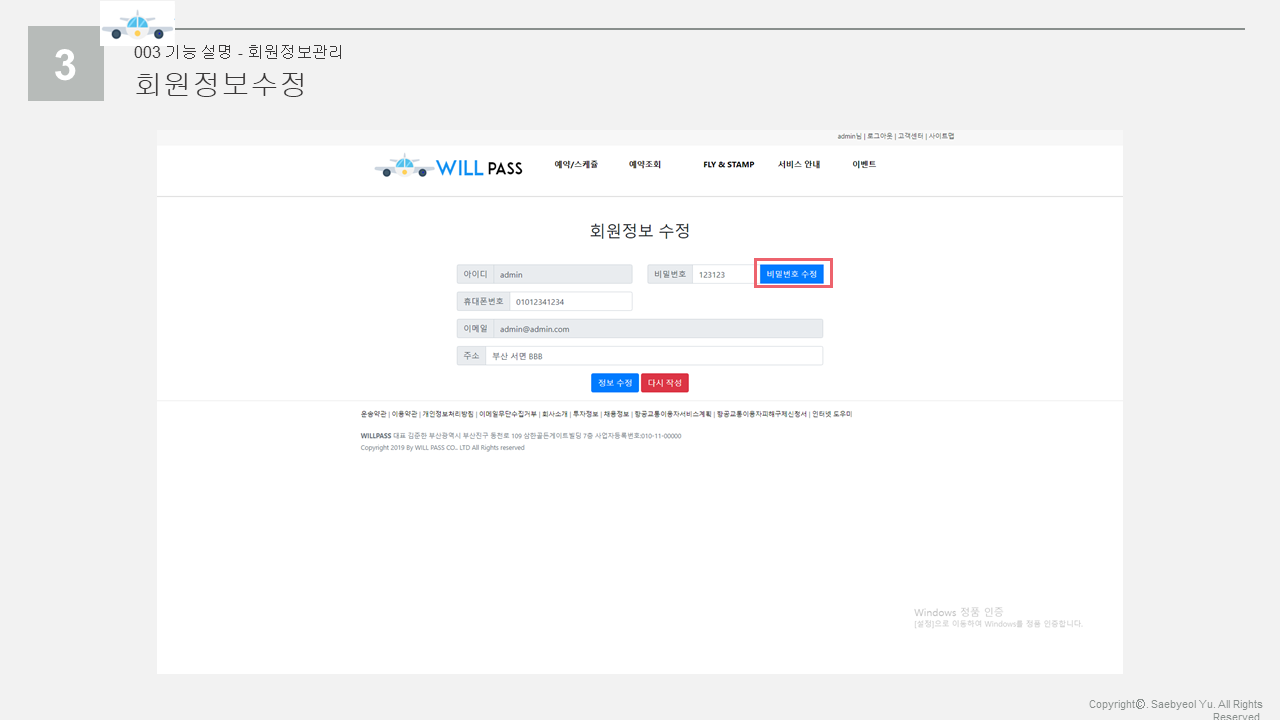 3
003 기능 설명 - 회원정보관리
회원정보수정
admin님 | 로그아웃 | 고객센터 | 사이트맵
WILL PASS 예약/스케쥴 예약조회 FLY & STAMP 서비스 안내 이벤트
회원정보 수정
아이디 admin 비밀번호 123123 비밀번호 수정
휴대폰번호 01012341234
이메일 admin@admin.com
주소 부산 서면 BBB
정보 수정 다시 작성
운송약관 | 이용약관 | 개인정보처리방침 | 이메일무단수집거부 | 회사소개 | 투자정보 | 채용정보 | 항공교통이용자서비스계획 | 항공교통이용자피해구제신청서 | 인터넷 도우미
WILLPASS 대표 김준한 부산광역시 부산진구 동천로 109 삼한골든게이트빌딩 7층 사업자등록번호:010-11-00000
Copyright 2019 By WILL PASS CO.. LTD All Rights reserved
Windows 정품 인증
[설정]으로 이동하여 Windows를 정품 인증합니다.
Copyright©. Saebyeol Yu. All Rights
Reserved.